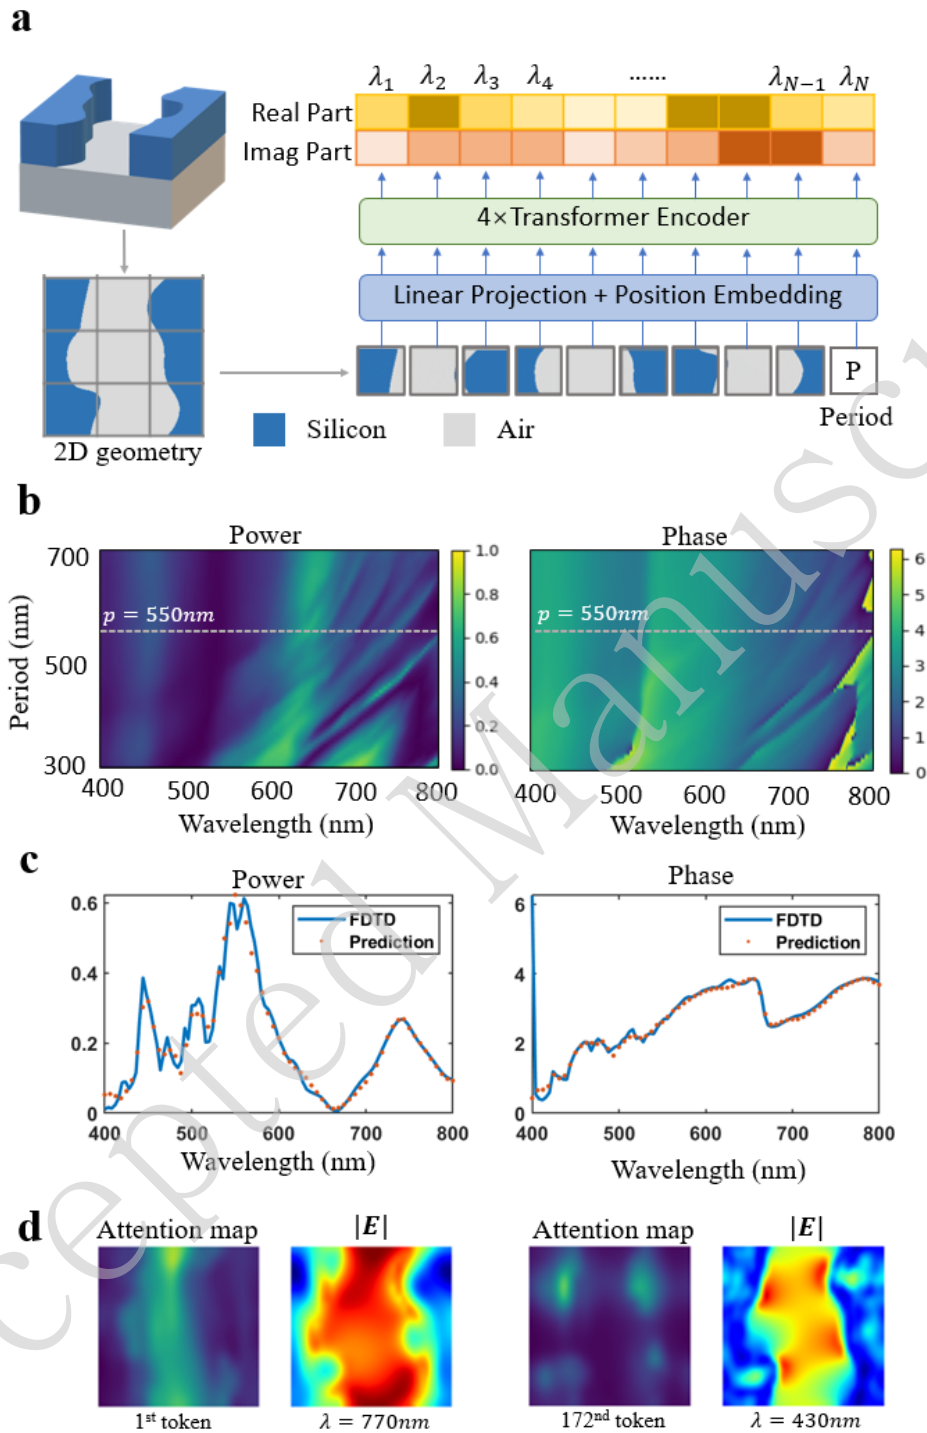 a
λ1 λ2 λ3 λ4 ...... λN−1 λN
Real Part
Imag Part
4×Transformer Encoder
Linear Projection + Position Embedding
P
Period
Silicon Air
2D geometry
b
Power
700
500
300
Period (nm)
p = 550nm
400 500 600 700 800
Wavelength (nm)
1.0
0.8
0.6
0.4
0.2
0.0
Phase
p = 550nm
400 500 600 700 800
Wavelength (nm)
6
5
4
3
2
1
0
c
Power
0.6
0.4
0.2
0
FDTD
Prediction
400 500 600 700 800
Wavelength (nm)
Phase
6
4
2
0
FDTD
Prediction
400 500 600 700 800
Wavelength (nm)
d
Attention map |E| Attention map |E|
1st token λ = 770nm 172nd token λ = 430nm
cepted Manusc